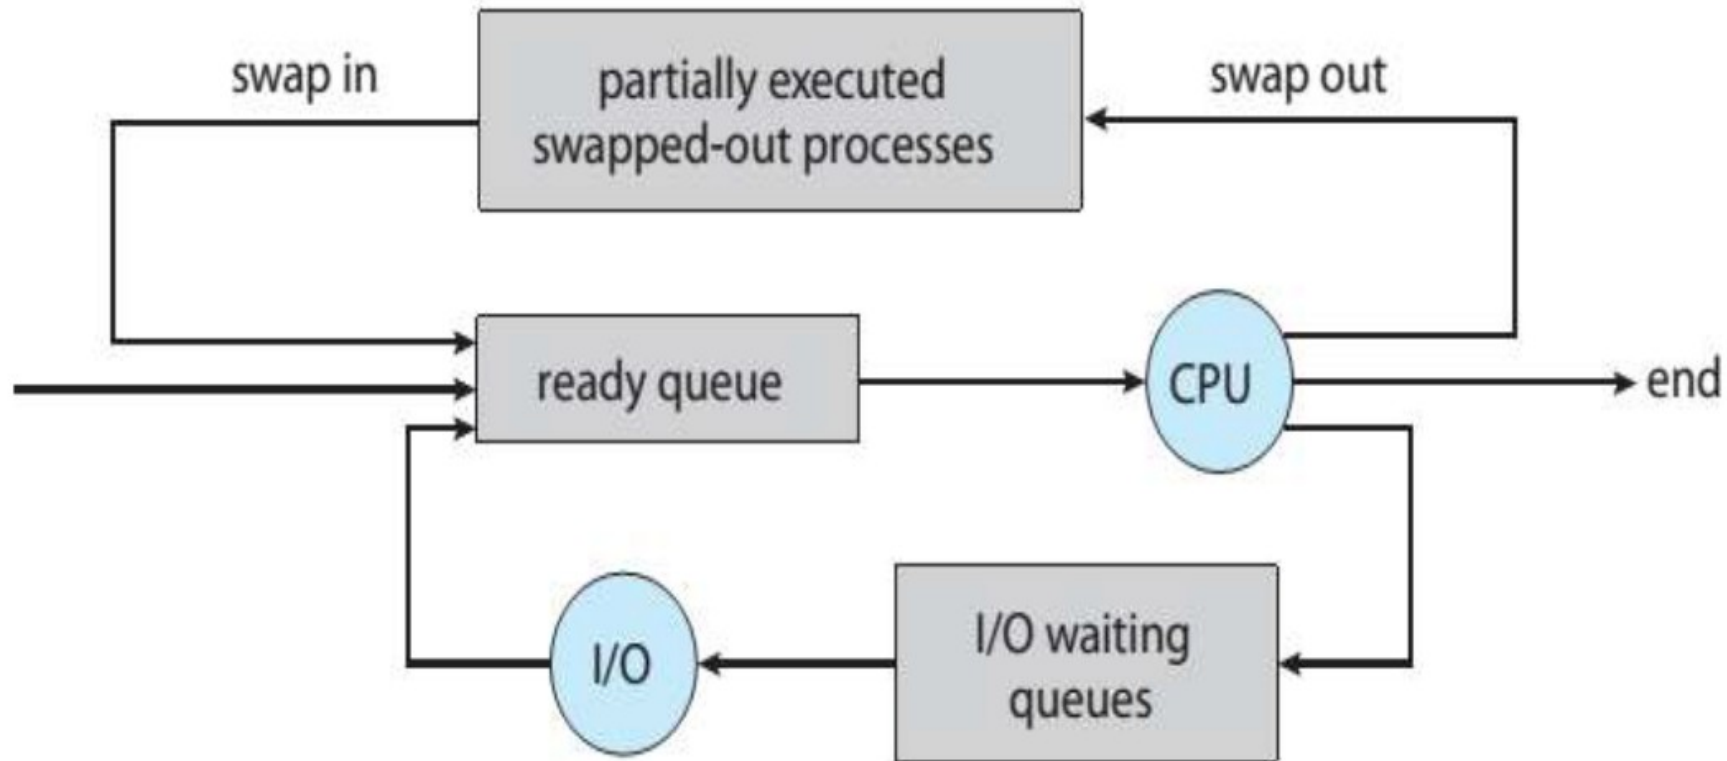 swap in
partially executed
swapped-out processes
swap out
ready queue
CPU
end
I/O
I/O waiting
queues